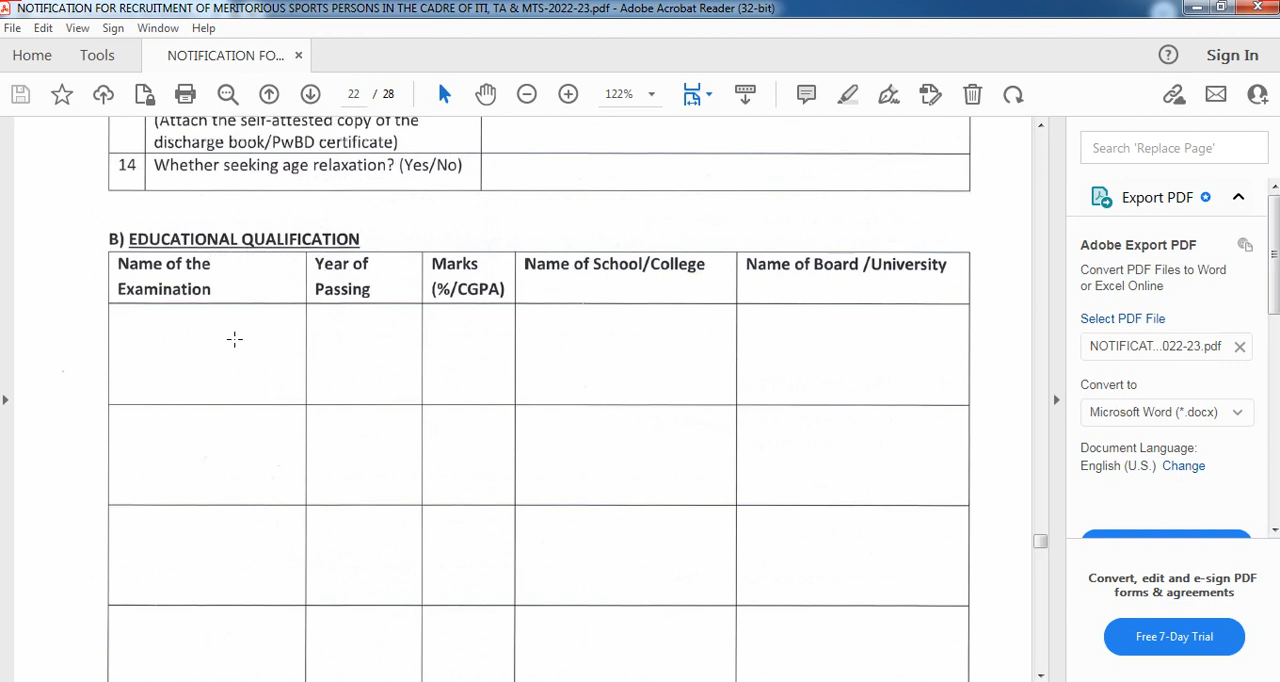 NOTIFICATION FOR RECRUITMENT OF MERITORIOUS SPORTS PERSONS IN THE CADRE OF ITI, TA & MTS-2022-23.pdf - Adobe Acrobat Reader (32-bit)
File Edit View Sign Window Help
Home Tools NOTIFICATION FO... × Sign In
22 / 28 122%
(Attach the self-attested copy of the
discharge book/PwBD certificate)
14 Whether seeking age relaxation? (Yes/No)
B) EDUCATIONAL QUALIFICATION
Name of the Examination Year of Passing Marks (%/CGPA) Name of School/College Name of Board /University
Search 'Replace Page'
Export PDF
Adobe Export PDF
Convert PDF Files to Word
or Excel Online
Select PDF File
NOTIFICAT...022-23.pdf
Convert to
Microsoft Word (*.docx)
Document Language:
English (U.S.) Change
Convert, edit and e-sign PDF
forms & agreements
Free 7-Day Trial